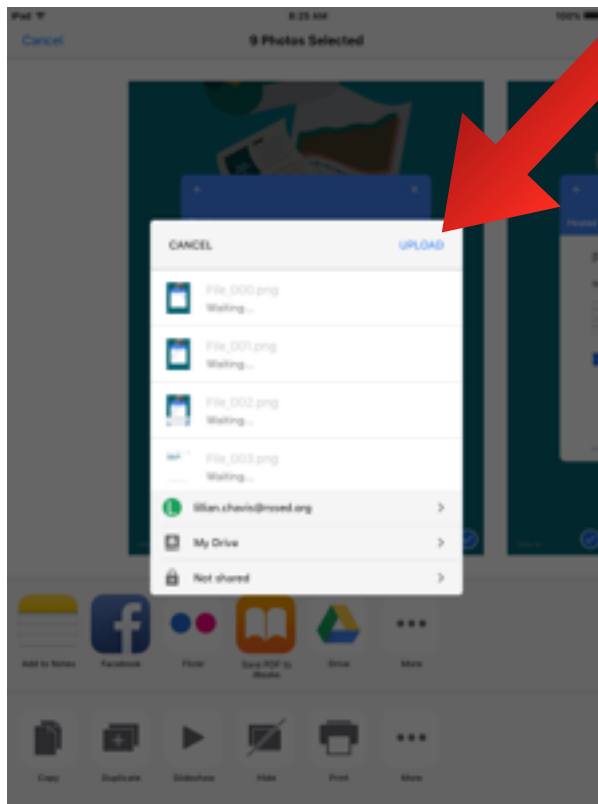 iPad
8:25 AM
100%
Cancel
9 Photos Selected
CANCEL
UPLOAD
File_000.png
Waiting...
File_001.png
Waiting...
File_002.png
Waiting...
File_003.png
Waiting...
lillian.chavis@rssed.org
My Drive
Not shared
Add to Notes
Facebook
Flickr
Save PDF to
iBooks
Drive
More
Copy
Duplicate
Slideshow
Hide
Print
More